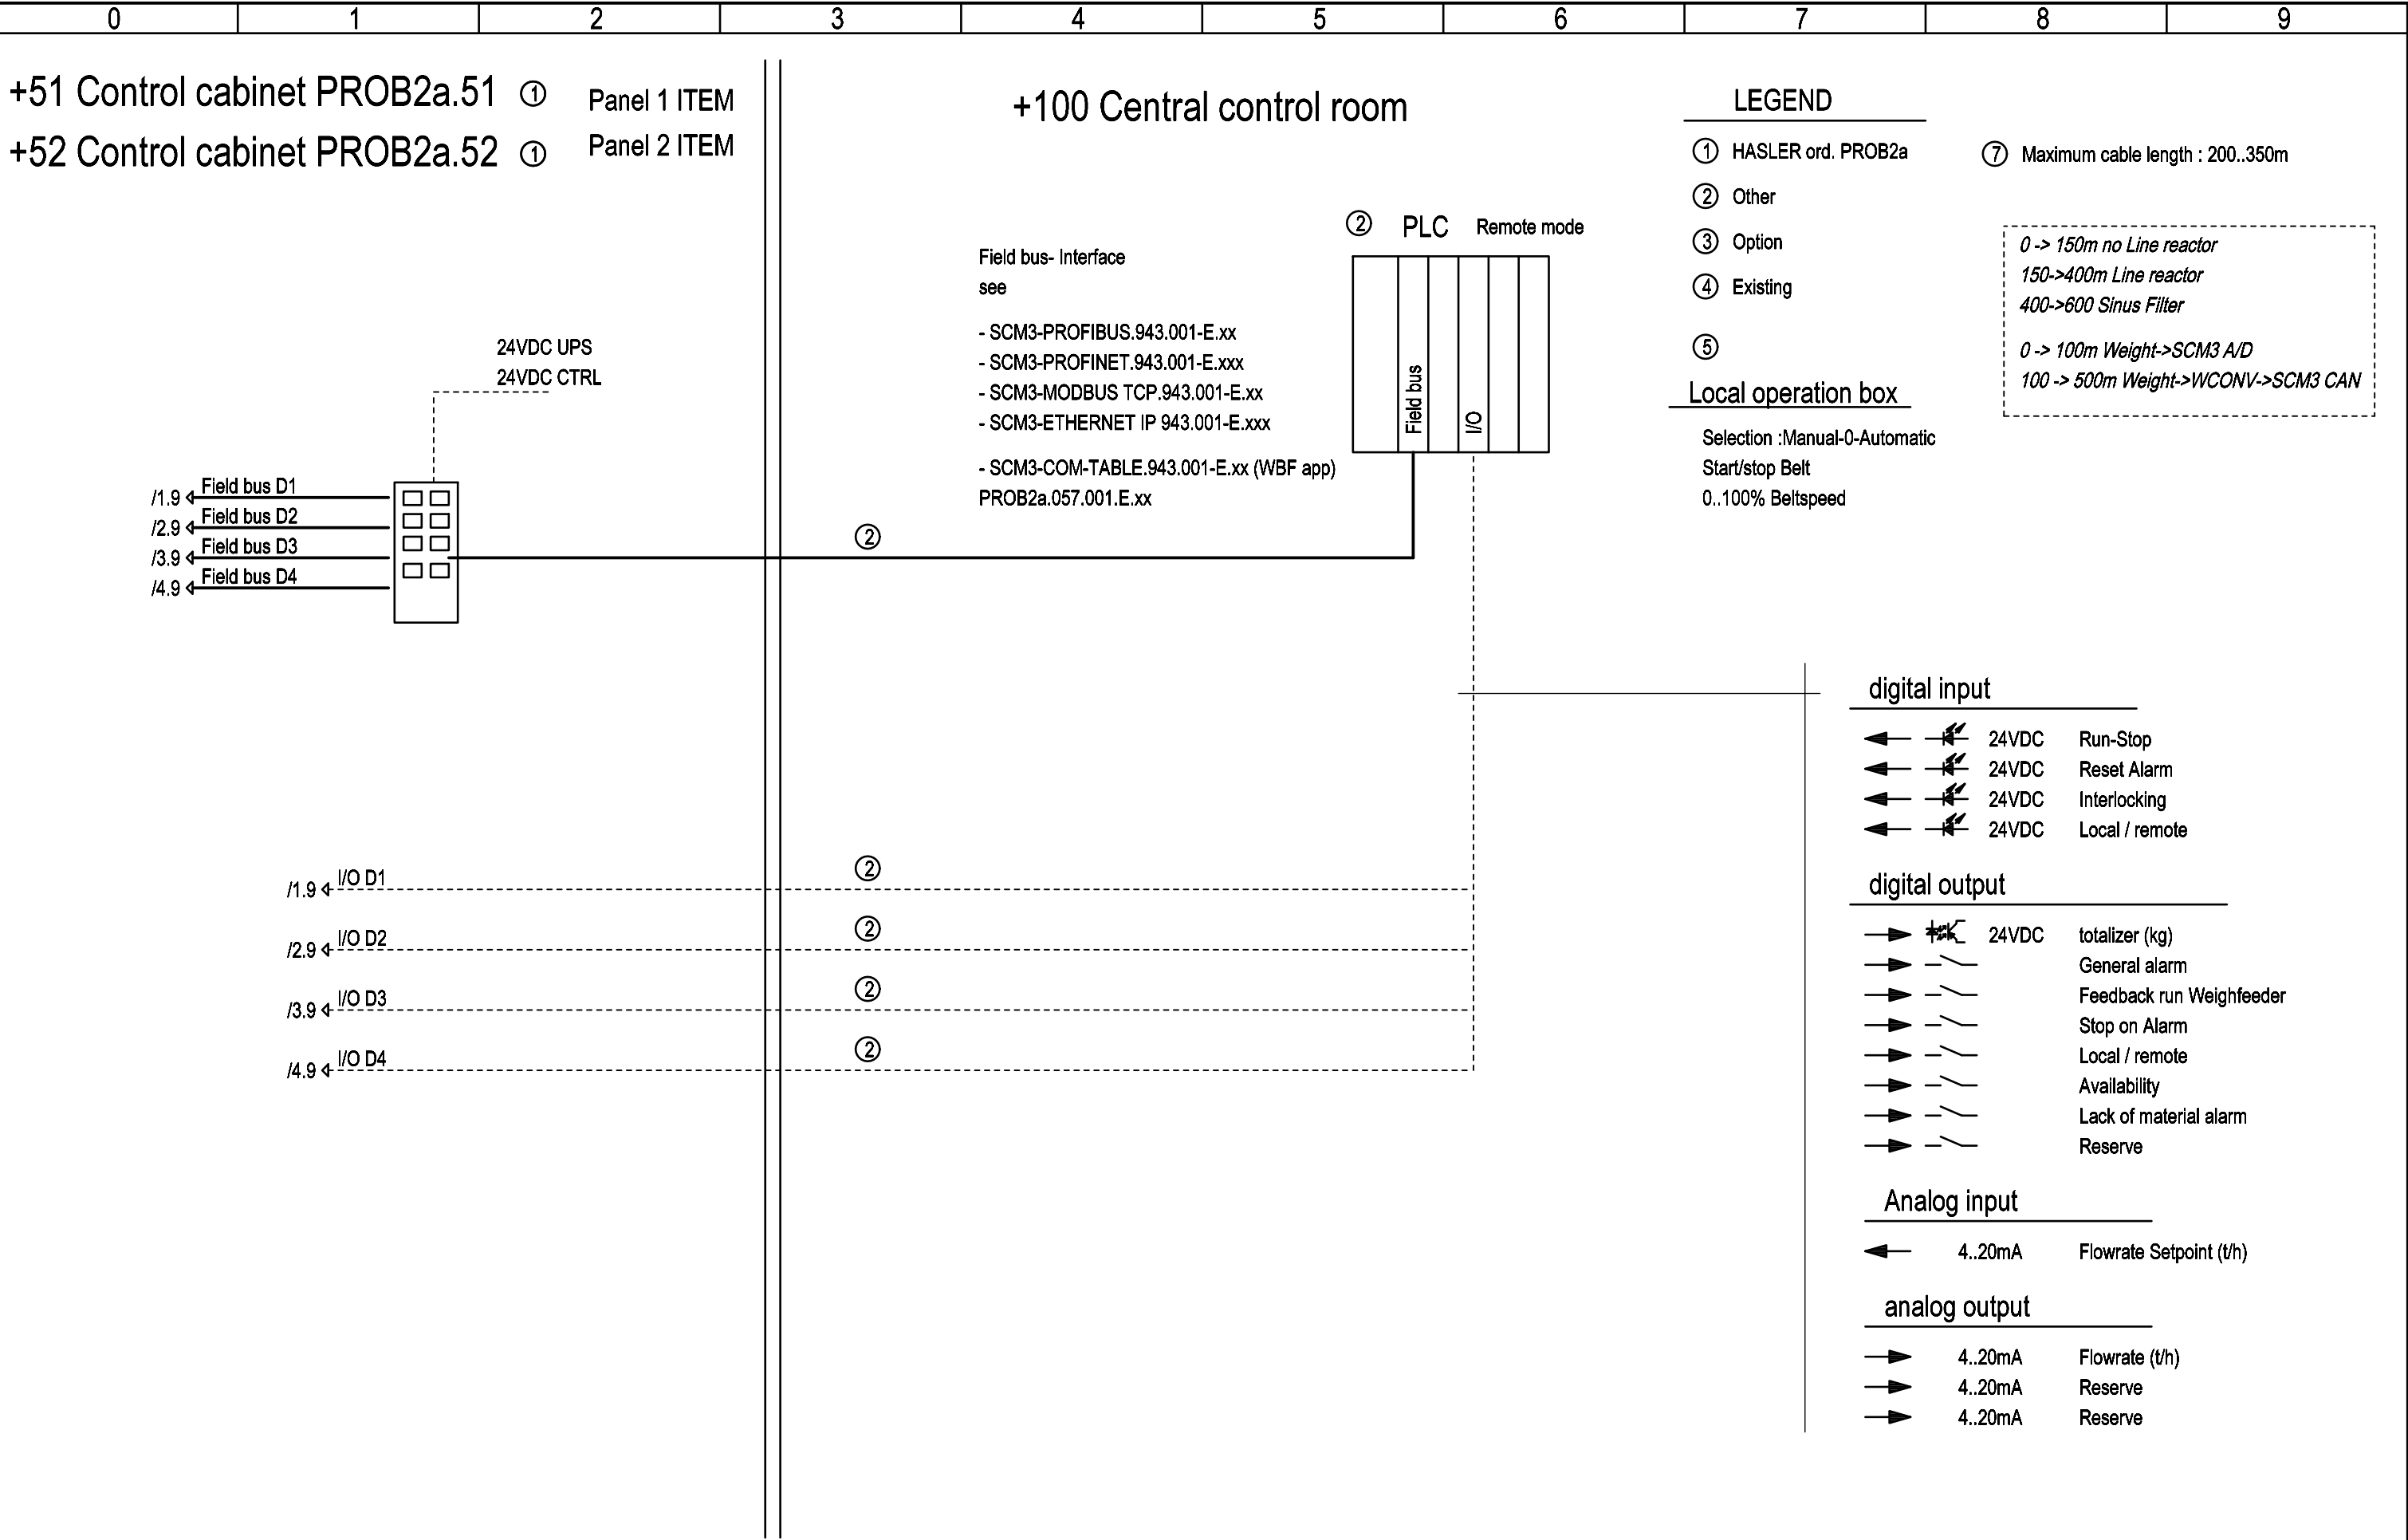 0 1 2 3 4 5 6 7 8 9
+51 Control cabinet PROB2a.51 1 Panel 1 ITEM
+52 Control cabinet PROB2a.52 1 Panel 2 ITEM
24VDC UPS
24VDC CTRL
/1.9 Field bus D1
/2.9 Field bus D2
/3.9 Field bus D3
/4.9 Field bus D4
/1.9 I/O D1
/2.9 I/O D2
/3.9 I/O D3
/4.9 I/O D4
+100 Central control room
Field bus- Interface
see
- SCM3-PROFIBUS.943.001-E.xx
- SCM3-PROFINET.943.001-E.xxx
- SCM3-MODBUS TCP.943.001-E.xx
- SCM3-ETHERNET IP 943.001-E.xxx
- SCM3-COM-TABLE.943.001-E.xx (WBF app)
PROB2a.057.001.E.xx
2 PLC Remote mode
Field bus
I/O
2
2
2
2
2
LEGEND
1 HASLER ord. PROB2a
2 Other
3 Option
4 Existing
5
Local operation box
Selection :Manual-0-Automatic
Start/stop Belt
0..100% Beltspeed
7 Maximum cable length : 200..350m
0 -> 150m no Line reactor
150->400m Line reactor
400->600 Sinus Filter
0 -> 100m Weight->SCM3 A/D
100 -> 500m Weight->WCONV->SCM3 CAN
digital input
24VDC Run-Stop
24VDC Reset Alarm
24VDC Interlocking
24VDC Local / remote
digital output
24VDC totalizer (kg)
General alarm
Feedback run Weighfeeder
Stop on Alarm
Local / remote
Availability
Lack of material alarm
Reserve
Analog input
4..20mA Flowrate Setpoint (t/h)
analog output
4..20mA Flowrate (t/h)
4..20mA Reserve
4..20mA Reserve